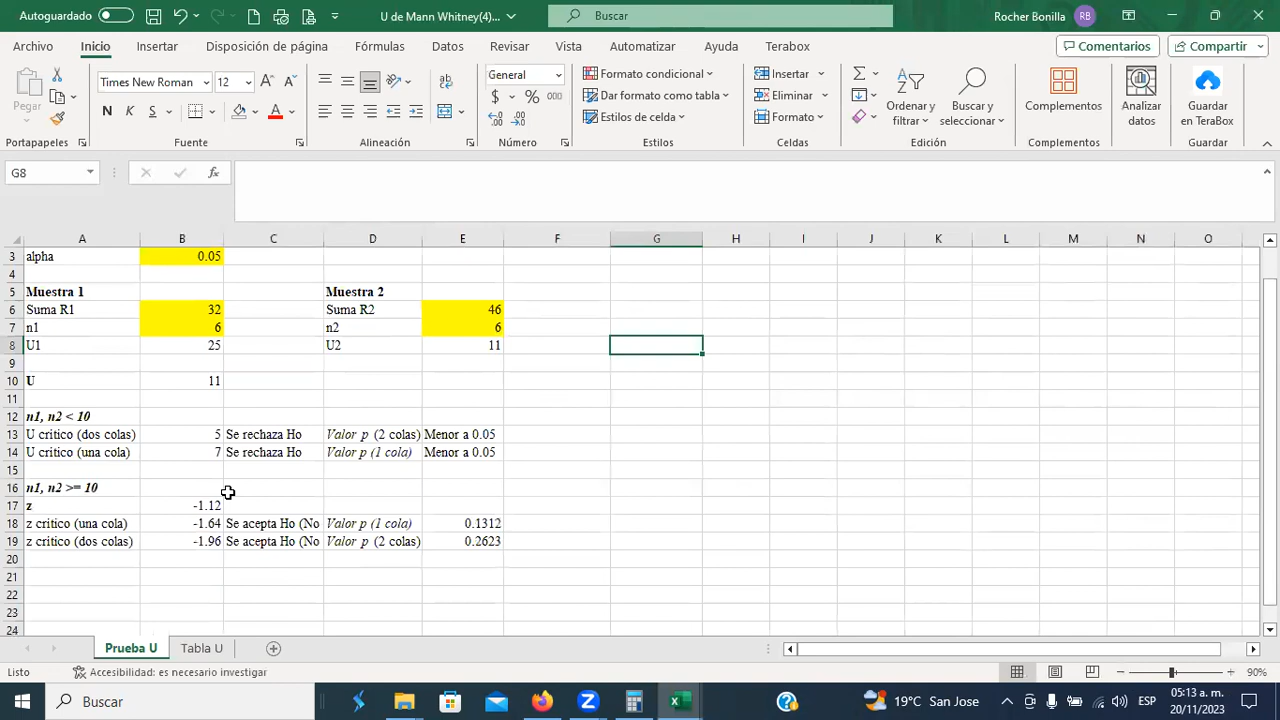 Autoguardado
U de Mann Whitney(4)...
Buscar
Rocher Bonilla
RB
Archivo
Inicio
Insertar
Disposición de página
Fórmulas
Datos
Revisar
Vista
Automatizar
Ayuda
Terabox
Comentarios
Compartir
Pegar
Times New Roman
12
N K S
General
$ % 000
Formato condicional
Dar formato como tabla
Estilos de celda
Insertar
Eliminar
Formato
Ordenar y filtrar
Buscar y seleccionar
Complementos
Analizar datos
Guardar en TeraBox
Portapapeles
Fuente
Alineación
Número
Estilos
Celdas
Edición
Complementos
Guardar
G8
fx
A B C D E F G H I J K L M N O
3 alpha 0.05
4
5 Muestra 1 Muestra 2
6 Suma R1 32 Suma R2 46
7 n1 6 n2 6
8 U1 25 U2 11
9
10 U 11
11
12 n1, n2 < 10
13 U critico (dos colas) 5 Se rechaza Ho Valor p (2 colas) Menor a 0.05
14 U critico (una cola) 7 Se rechaza Ho Valor p (1 cola) Menor a 0.05
15
16 n1, n2 >= 10
17 z -1.12
18 z critico (una cola) -1.64 Se acepta Ho (No Valor p (1 cola) 0.1312
19 z critico (dos colas) -1.96 Se acepta Ho (No Valor p (2 colas) 0.2623
20
21
22
23
24
Prueba U
Tabla U
Listo
Accesibilidad: es necesario investigar
90%
Buscar
19°C San Jose
ESP
05:13 a. m.
20/11/2023